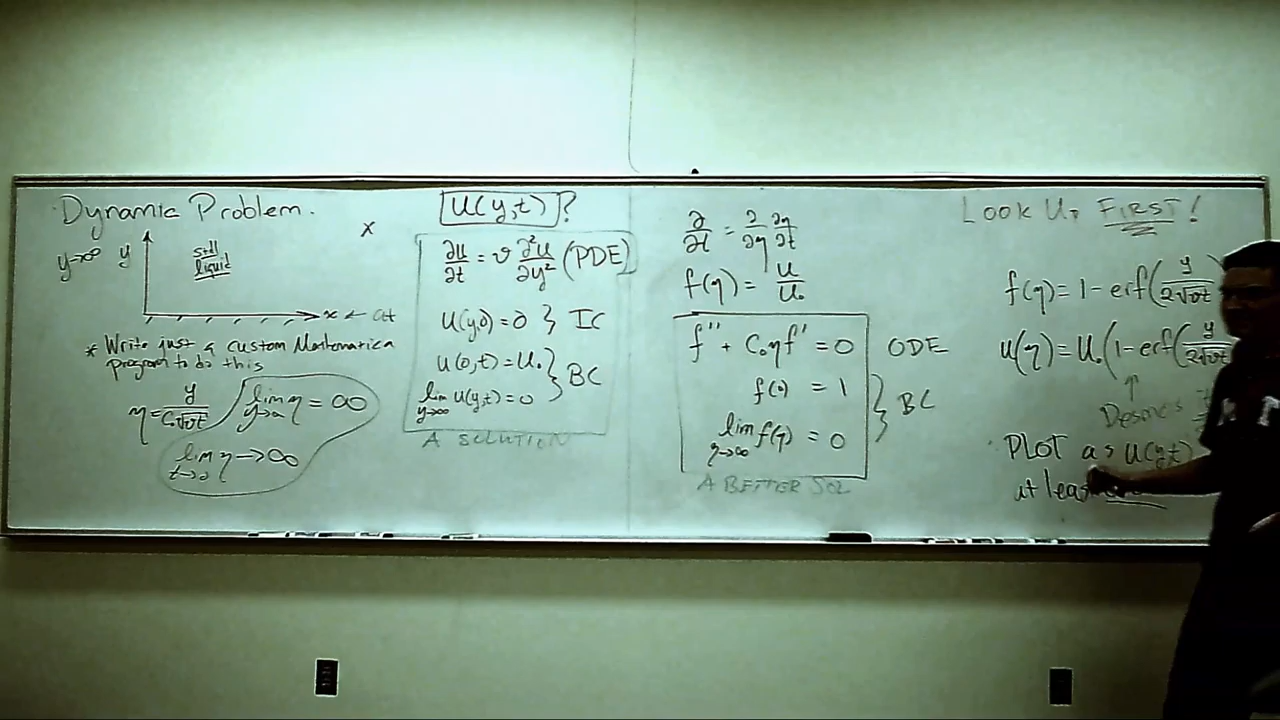 Dynamic Problem.
y→∞ y
still
liquid
x
x ←
* Write just a custom Mathematica
program to do this
η = y/(C₀√(νt))
lim η = ∞
lim η → ∞
t→0
U(y,t)?
∂u/∂t = ν ∂²u/∂y² (PDE)
u(y,0) = 0 } IC
u(0,t) = U₀
lim u(y,t) = 0 } BC
y→∞
A SOLUTION
∂/∂t = ∂/∂η ∂η/∂t
f(η) = u/U₀
f'' + C₀ηf' = 0 ODE
f(0) = 1
lim f(η) = 0 } BC
η→∞
A BETTER SOL
Look FIRST!
f(η) = 1 - erf(y/(2√(νt))
u(η) = U₀(1-erf(y/(2√(νt))
↑
PLOT as u(y,t)
at least